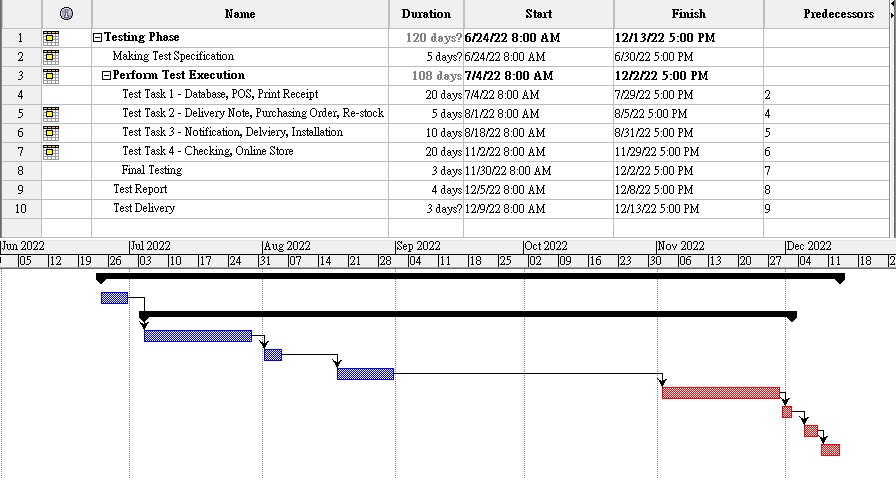 Name Duration Start Finish Predecessors
1 Testing Phase 120 days? 6/24/22 8:00 AM 12/13/22 5:00 PM
2 Making Test Specification 5 days? 6/24/22 8:00 AM 6/30/22 5:00 PM
3 Perform Test Execution 108 days 7/4/22 8:00 AM 12/2/22 5:00 PM
4 Test Task 1 - Database, POS, Print Receipt 20 days 7/4/22 8:00 AM 7/29/22 5:00 PM 2
5 Test Task 2 - Delivery Note, Purchasing Order, Re-stock 5 days 8/1/22 8:00 AM 8/5/22 5:00 PM 4
6 Test Task 3 - Notification, Delviery, Installation 10 days 8/18/22 8:00 AM 8/31/22 5:00 PM 5
7 Test Task 4 - Checking, Online Store 20 days 11/2/22 8:00 AM 11/29/22 5:00 PM 6
8 Final Testing 3 days 11/30/22 8:00 AM 12/2/22 5:00 PM 7
9 Test Report 4 days 12/5/22 8:00 AM 12/8/22 5:00 PM 8
10 Test Delivery 3 days? 12/9/22 8:00 AM 12/13/22 5:00 PM 9
Jun 2022 Jul 2022 Aug 2022 Sep 2022 Oct 2022 Nov 2022 Dec 2022
05 12 19 26 03 10 17 24 31 07 14 21 28 04 11 18 25 02 09 16 23 30 06 13 20 27 04 11 18 2